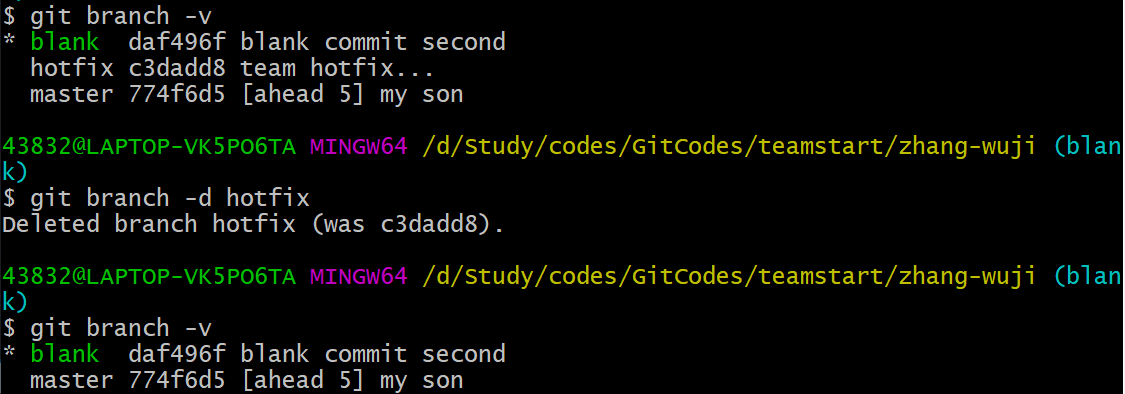 $ git branch -v
* blank  daf496f blank commit second
  hotfix c3dadd8 team hotfix...
  master 774f6d5 [ahead 5] my son

43832@LAPTOP-VK5PO6TA MINGW64 /d/Study/codes/GitCodes/teamstart/zhang-wuji (blan
k)
$ git branch -d hotfix
Deleted branch hotfix (was c3dadd8).

43832@LAPTOP-VK5PO6TA MINGW64 /d/Study/codes/GitCodes/teamstart/zhang-wuji (blan
k)
$ git branch -v
* blank  daf496f blank commit second
  master 774f6d5 [ahead 5] my son